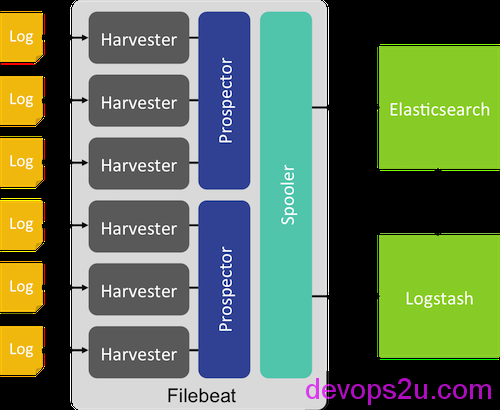 Log
Harvester
Log
Harvester
Log
Harvester
Prospector
Log
Harvester
Log
Harvester
Log
Harvester
Prospector
Spooler
Elasticsearch
Logstash
Filebeat
devops2u.com